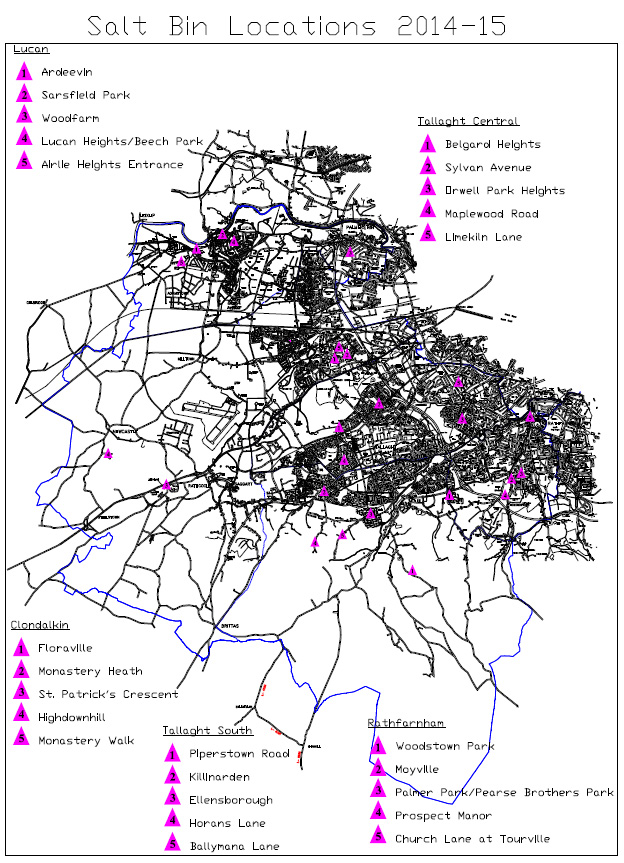 Salt Bin Locations 2014-15
Lucan
1 Ardeevin
2 Sarsfield Park
3 Woodfarm
4 Lucan Heights/Beech Park
5 Airlie Heights Entrance
Tallaght Central
1 Belgard Heights
2 Sylvan Avenue
3 Orwell Park Heights
4 Maplewood Road
5 Limekiln Lane
LUCAN
NEWCASTLE
RATHCOOLE
BRITTAS
Clondalkin
1 Floraville
2 Monastery Heath
3 St. Patrick's Crescent
4 Highdownhill
5 Monastery Walk
Tallaght South
1 Piperstown Road
2 Killinarden
3 Ellensborough
4 Horans Lane
5 Ballymana Lane
Rathfarnham
1 Woodstown Park
2 Moyville
3 Palmer Park/Pearse Brothers Park
4 Prospect Manor
5 Church Lane at Tourville